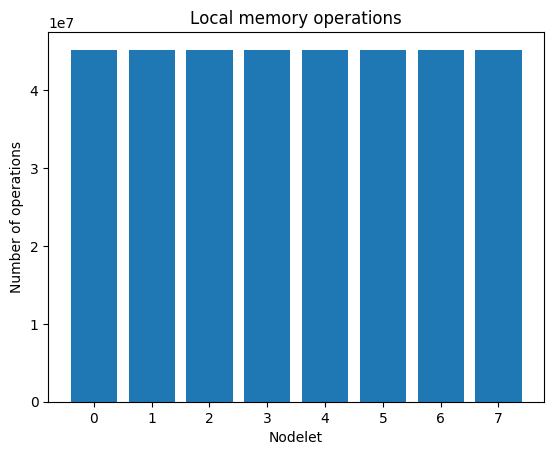 Local memory operations
1e7
4
3
2
1
0
Number of operations
0 1 2 3 4 5 6 7
Nodelet